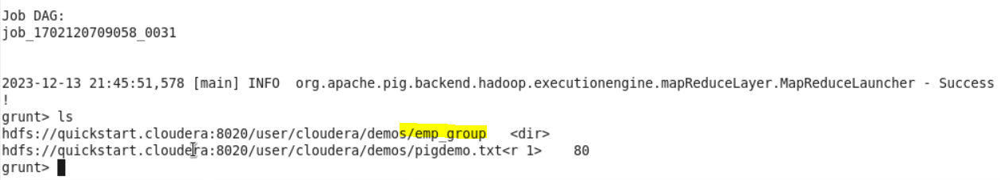 Job DAG:
job_1702120709058_0031
2023-12-13 21:45:51,578 [main] INFO  org.apache.pig.backend.hadoop.executionengine.mapReduceLayer.MapReduceLauncher - Success
!
grunt> ls
hdfs://quickstart.cloudera:8020/user/cloudera/demos/emp_group   <dir>
hdfs://quickstart.cloudera:8020/user/cloudera/demos/pigdemo.txt<r 1>    80
grunt>